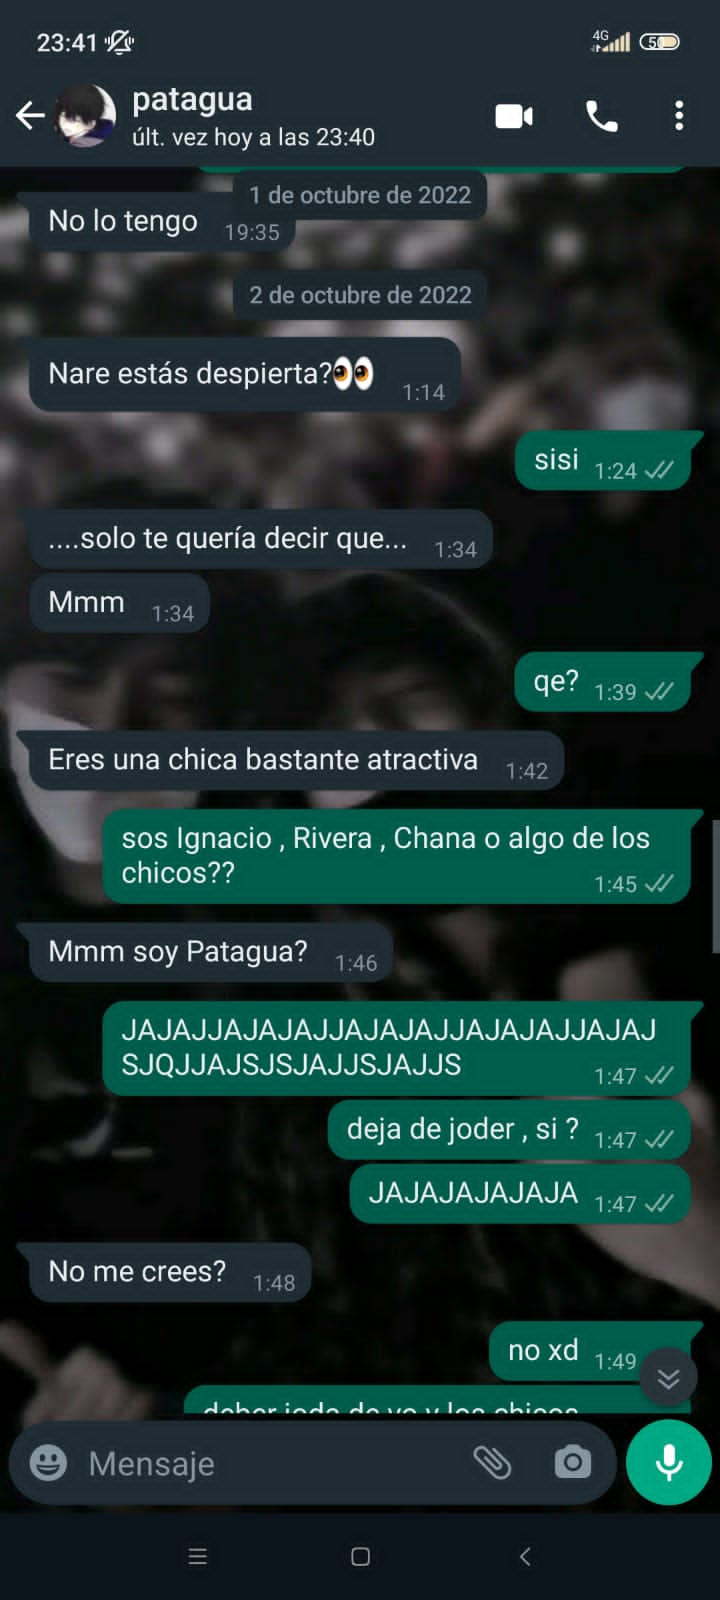 23:41
4G
50
patagua
últ. vez hoy a las 23:40
1 de octubre de 2022
No lo tengo 19:35
2 de octubre de 2022
Nare estás despierta?👀 1:14
sisi 1:24
....solo te quería decir que... 1:34
Mmm 1:34
qe? 1:39
Eres una chica bastante atractiva 1:42
sos Ignacio , Rivera , Chana o algo de los
chicos?? 1:45
Mmm soy Patagua? 1:46
JAJAJJAJAJAJJAJAJAJJAJAJAJJAJAJ
SJQJJAJSJSJAJJSJAJJS 1:47
deja de joder , si ? 1:47
JAJAJAJAJAJA 1:47
No me crees? 1:48
no xd 1:49
Mensaje